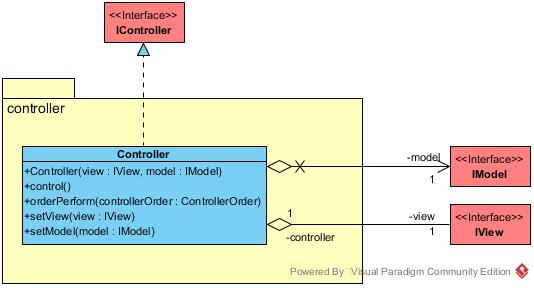 <<Interface>>
IController
controller
Controller
+Controller(view : IView, model : IModel)
+control()
+orderPerform(controllerOrder : ControllerOrder)
+setView(view : IView)
+setModel(model : IModel)
-model
1
<<Interface>>
IModel
1
-controller
-view
1
<<Interface>>
IView
Powered By Visual Paradigm Community Edition